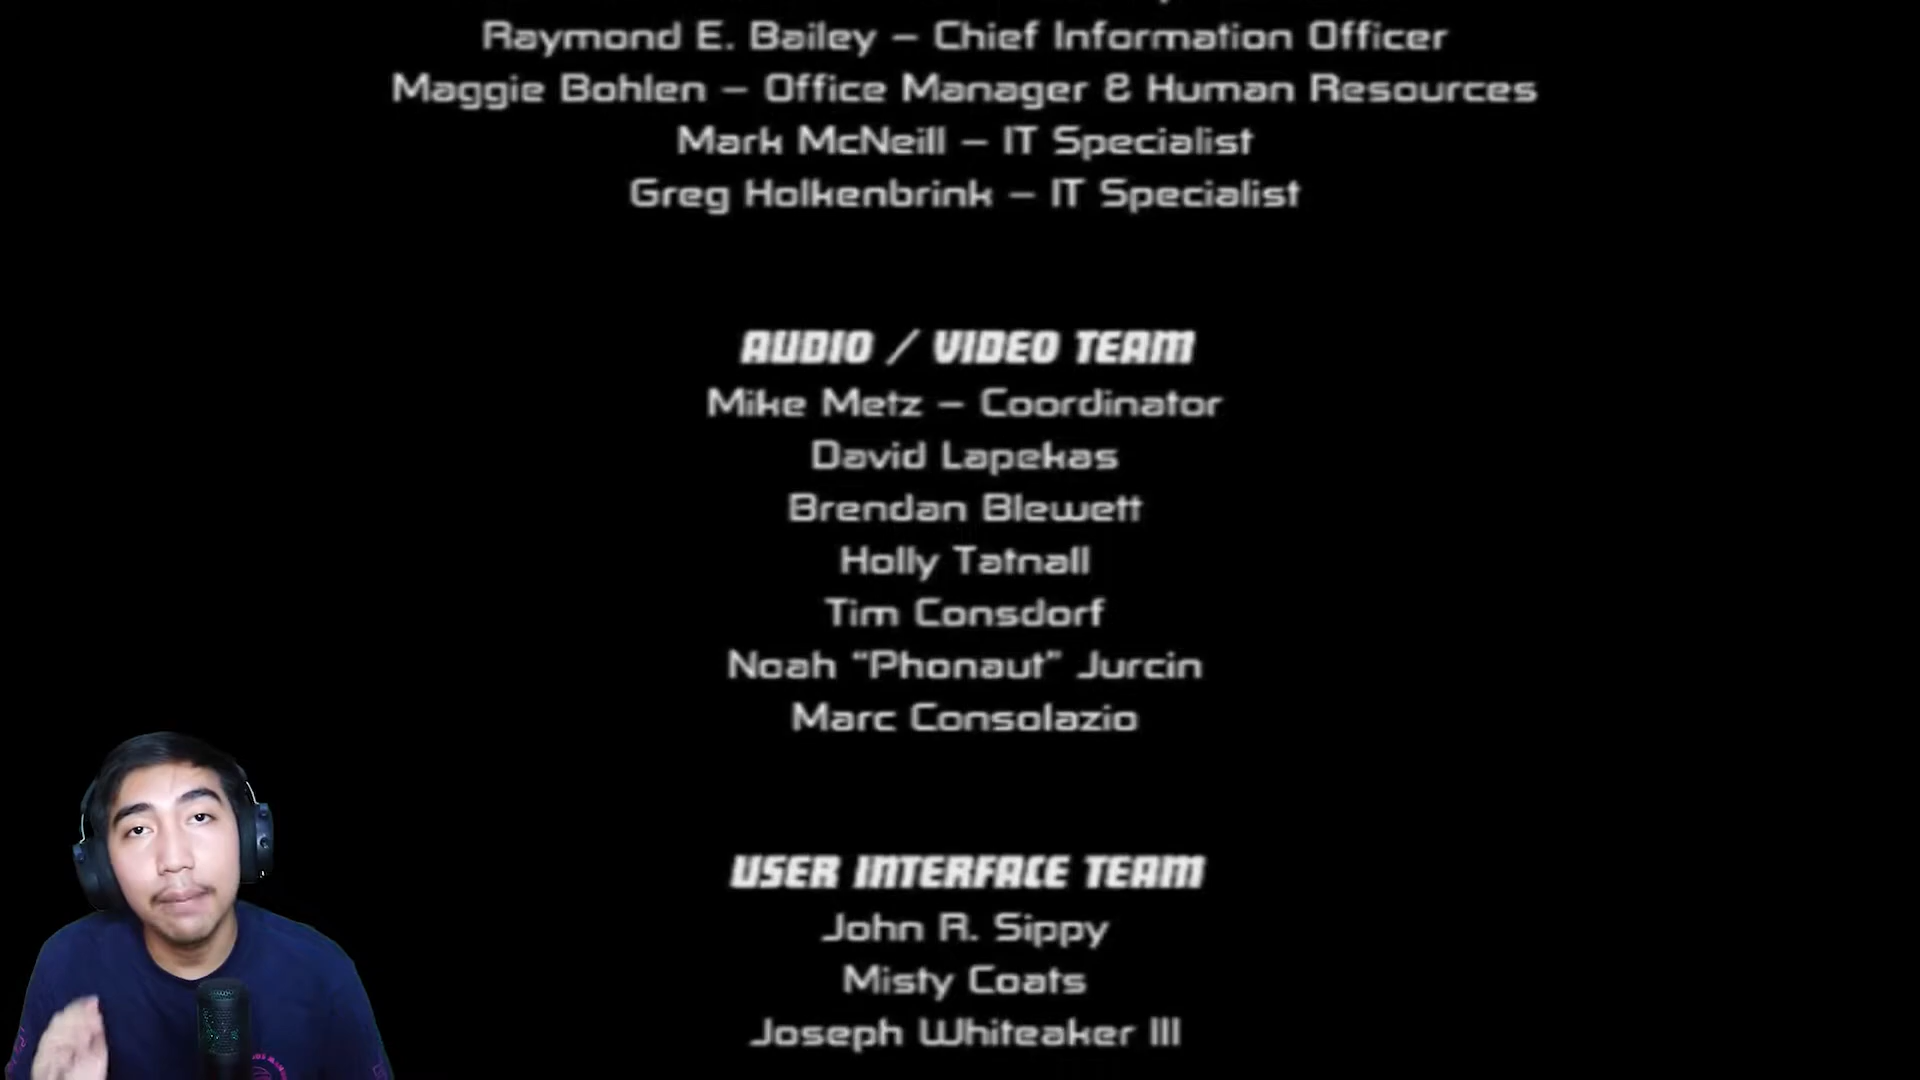 Raymond E. Bailey – Chief Information Officer
Maggie Bohlen – Office Manager & Human Resources
Mark McNeill – IT Specialist
Greg Holkenbrink – IT Specialist
AUDIO / VIDEO TEAM
Mike Metz – Coordinator
David Lapekas
Brendan Blewett
Holly Tatnall
Tim Consdorf
Noah “Phonaut” Jurcin
Marc Consolazio
USER INTERFACE TEAM
John R. Sippy
Misty Coats
Joseph Whiteaker III